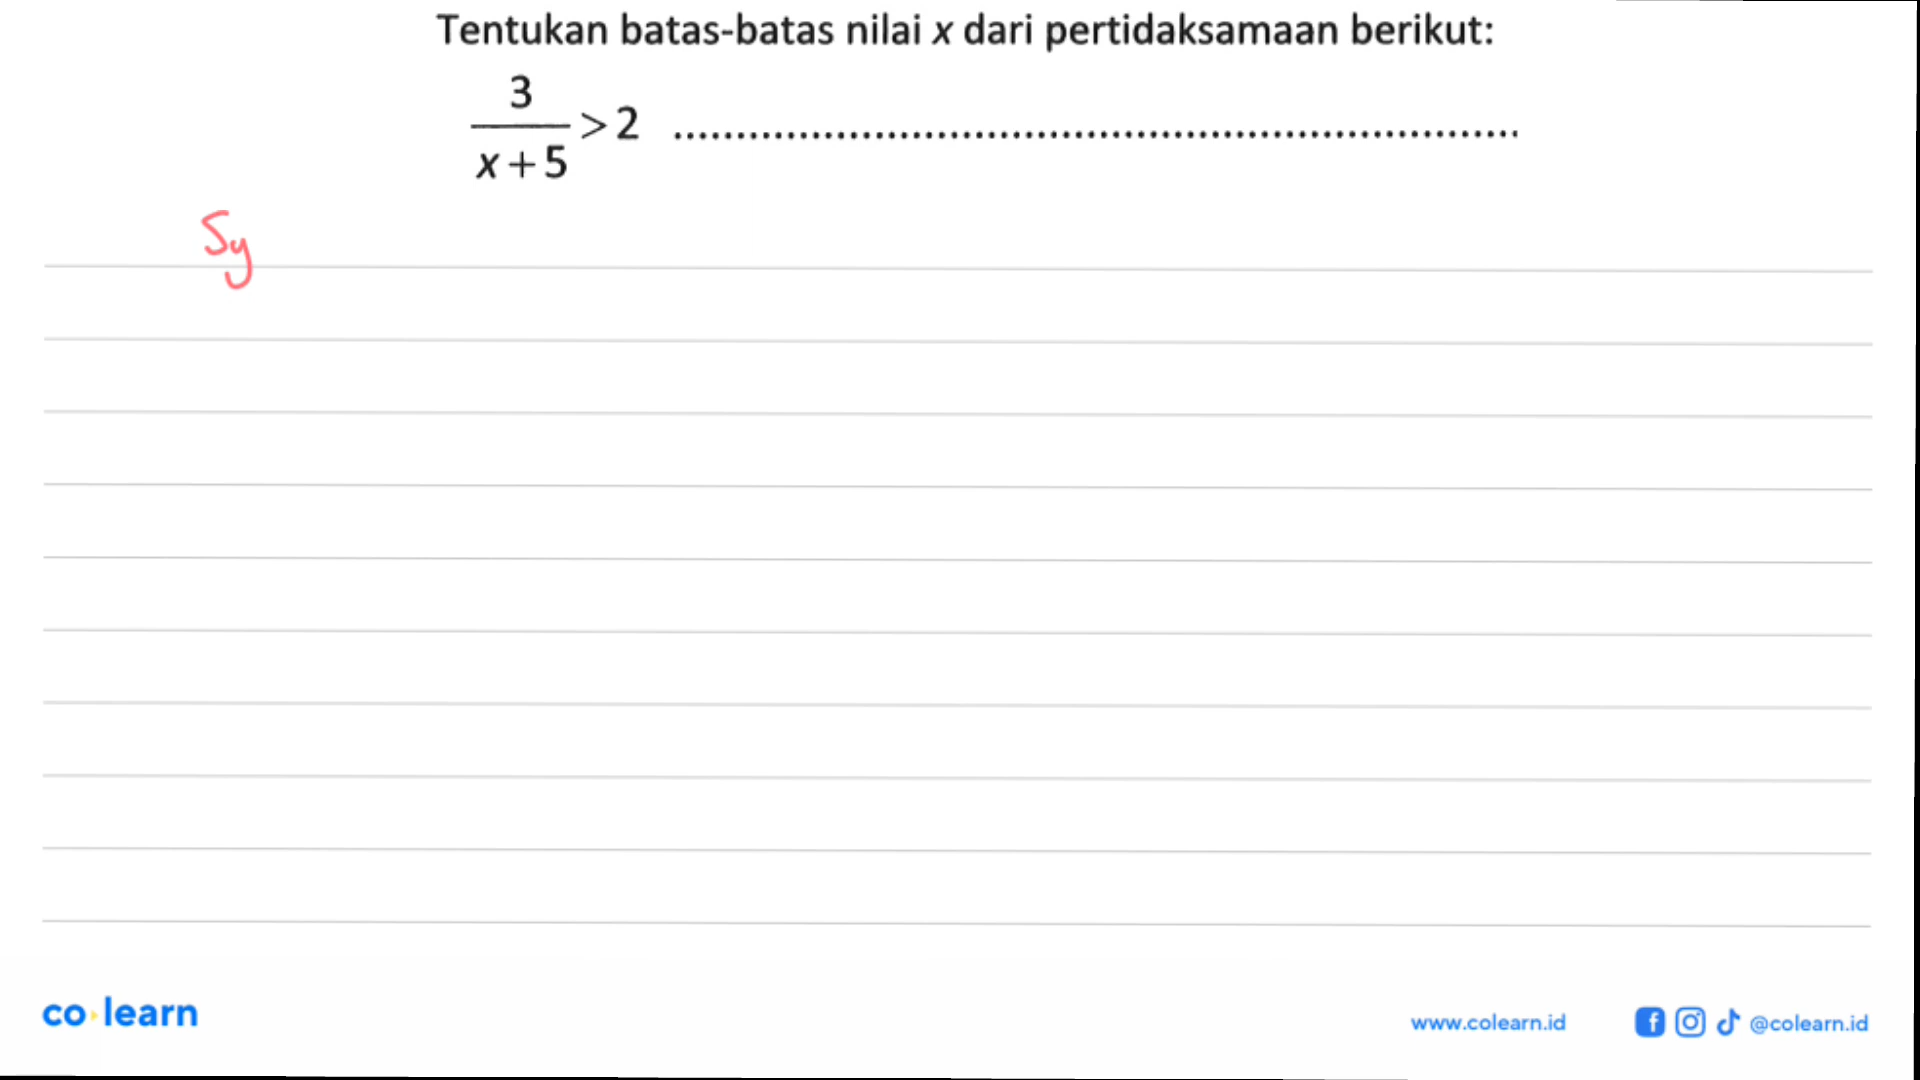 Tentukan batas-batas nilai x dari pertidaksamaan berikut:
3
x + 5 > 2 ........................................................................
Sy
co learn
www.colearn.id @colearn.id